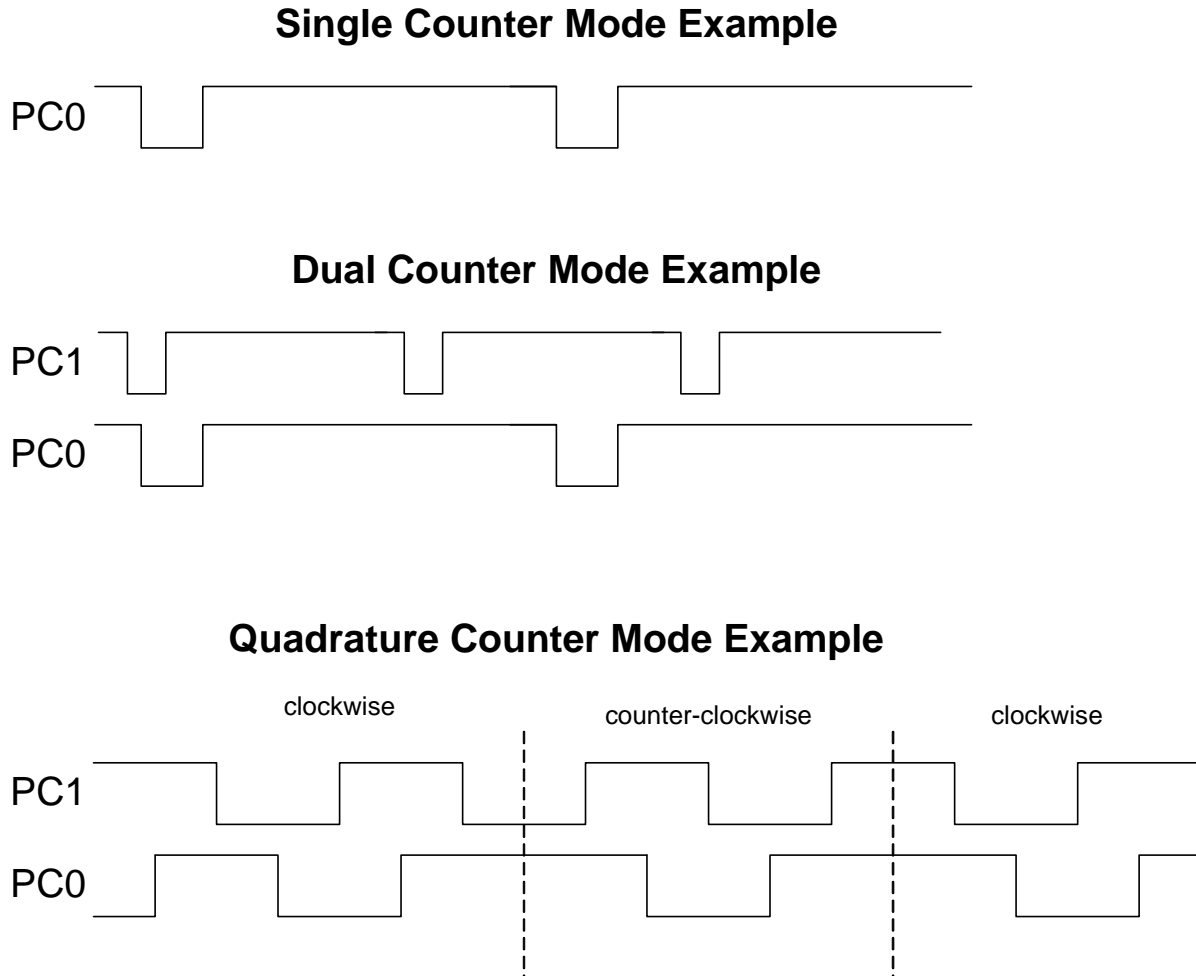 Single Counter Mode Example
PC0
Dual Counter Mode Example
PC1
PC0
Quadrature Counter Mode Example
clockwise counter-clockwise clockwise
PC1
PC0